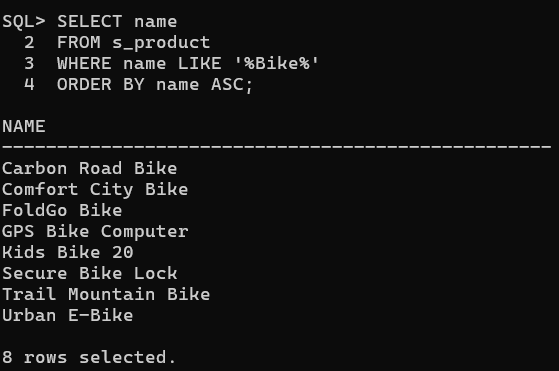 SQL> SELECT name
  2  FROM s_product
  3  WHERE name LIKE '%Bike%'
  4  ORDER BY name ASC;

NAME
--------------------------------------------------
Carbon Road Bike
Comfort City Bike
FoldGo Bike
GPS Bike Computer
Kids Bike 20
Secure Bike Lock
Trail Mountain Bike
Urban E-Bike

8 rows selected.